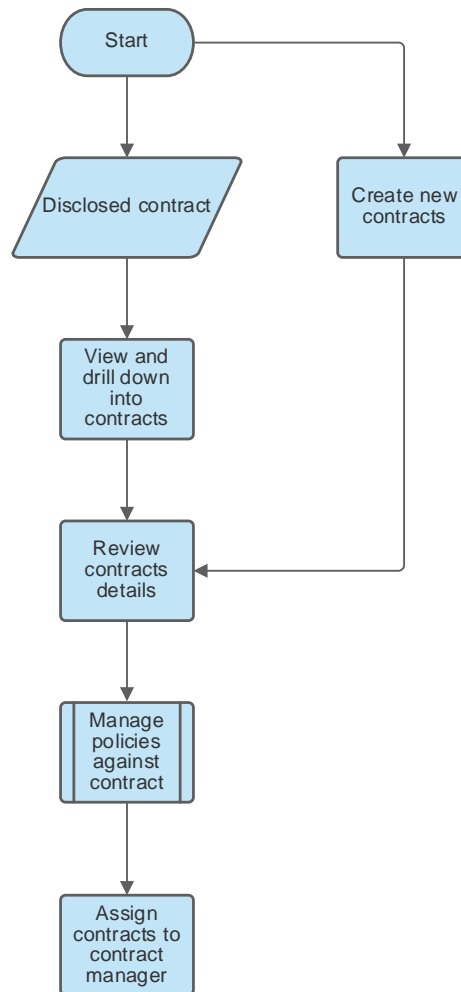 Start
Disclosed contract
Create new
contracts
View and
drill down
into
contracts
Review
contracts
details
Manage
policies
against
contract
Assign
contracts to
contract
manager